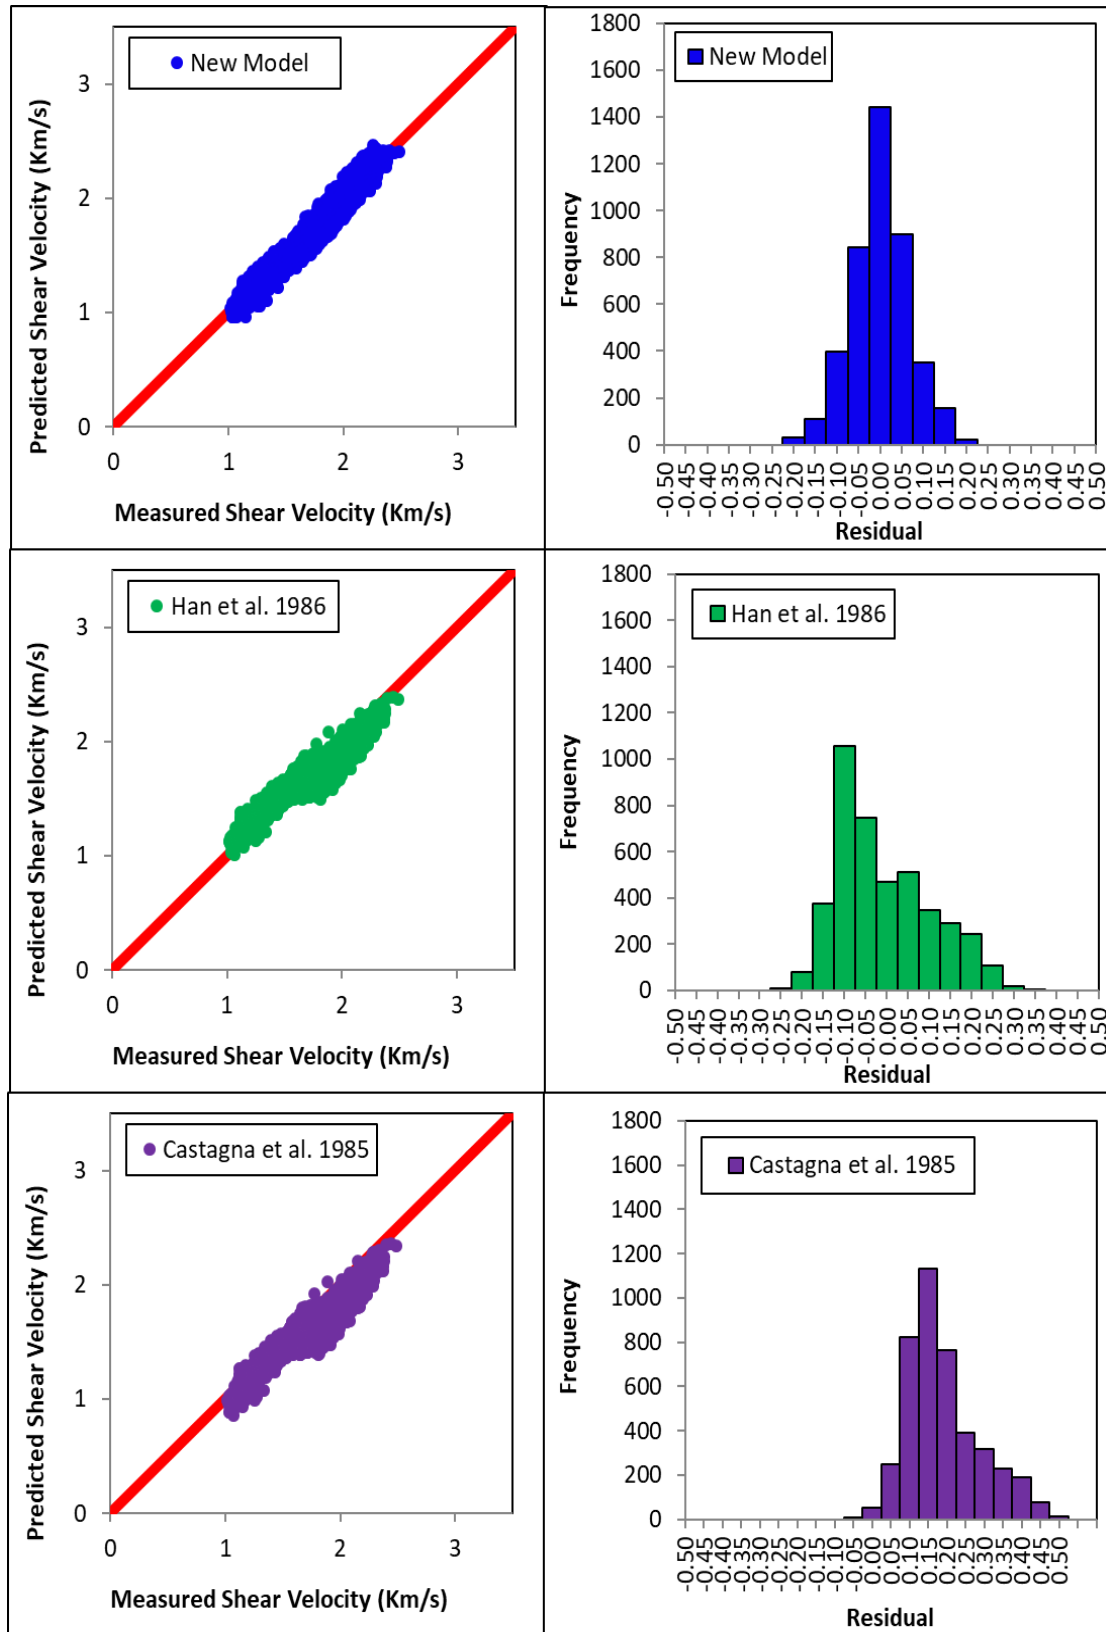 New Model
Predicted Shear Velocity (Km/s)
3
2
1
0
0 1 2 3
Measured Shear Velocity (Km/s)
New Model
Frequency
1800
1600
1400
1200
1000
800
600
400
200
0
-0.50 -0.45 -0.40 -0.35 -0.30 -0.25 -0.20 -0.15 -0.10 -0.05 0.00 0.05 0.10 0.15 0.20 0.25 0.30 0.35 0.40 0.45 0.50
Residual
Han et al. 1986
Predicted Shear Velocity (Km/s)
3
2
1
0
0 1 2 3
Measured Shear Velocity (Km/s)
Han et al. 1986
Frequency
1800
1600
1400
1200
1000
800
600
400
200
0
-0.50 -0.45 -0.40 -0.35 -0.30 -0.25 -0.20 -0.15 -0.10 -0.05 0.00 0.05 0.10 0.15 0.20 0.25 0.30 0.35 0.40 0.45 0.50
Residual
Castagna et al. 1985
Predicted Shear Velocity (Km/s)
3
2
1
0
0 1 2 3
Measured Shear Velocity (Km/s)
Castagna et al. 1985
Frequency
1800
1600
1400
1200
1000
800
600
400
200
0
-0.50 -0.45 -0.40 -0.35 -0.30 -0.25 -0.20 -0.15 -0.10 -0.05 0.00 0.05 0.10 0.15 0.20 0.25 0.30 0.35 0.40 0.45 0.50
Residual